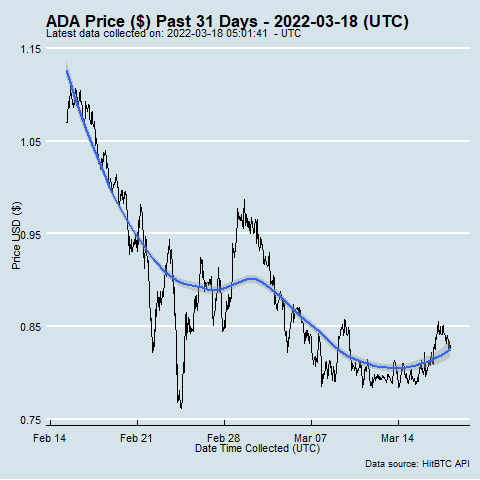 ADA Price ($) Past 31 Days - 2022-03-18 (UTC)
Latest data collected on: 2022-03-18 05:01:41 - UTC
1.15
1.05
0.95
0.85
0.75
Price USD ($)
Feb 14 Feb 21 Feb 28 Mar 07 Mar 14
Date Time Collected (UTC)
Data source: HitBTC API